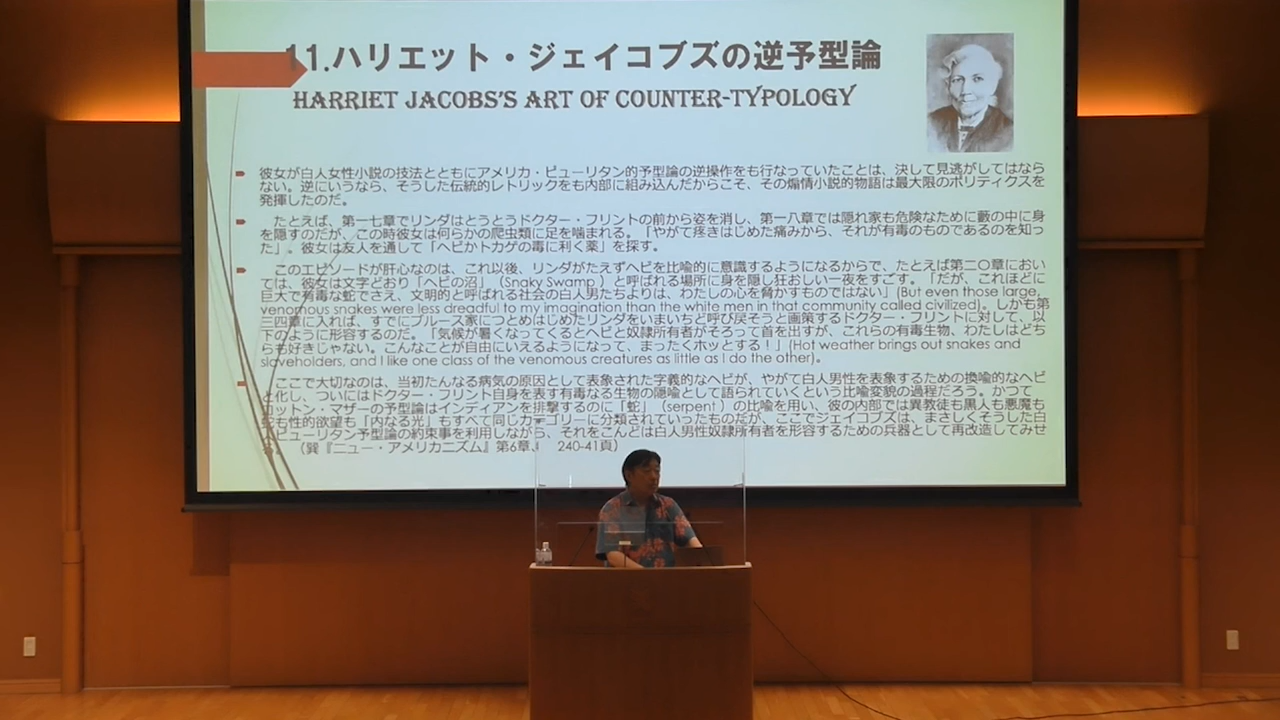 11.ハリエット・ジェイコブズの逆予型論
HARRIET JACOBS'S ART OF COUNTER-TYPOLOGY
彼女が白人女性小説の技法とともにアメリカ・ピューリタン的予型論の逆操作をも行なっていたことは、決して見逃がしてはなら
ない。逆にいうなら、そうした伝統的レトリックをも内部に組み込んだからこそ、その煽情小説的物語は最大限のポリティクスを
発揮したのだ。
たとえば、第一七章でリンダはとうとうドクター・フリントの前から姿を消し、第一八章では隠れ家も危険なために藪の中に身
を隠すのだが、この時彼女は何らかの爬虫類に足を噛まれる。「やがて疼きはじめた痛みから、それが有毒のものであるのを知っ
た」。彼女は友人を通して「ヘビかトカゲの毒に利く薬」を探す。
このエピソードが肝心なのは、これ以後、リンダがたえずヘビを比喩的に意識するようになるからで、たとえば第二〇章におい
ては、彼女は文字どおり「ヘビの沼」（Snaky Swamp）と呼ばれる場所に身を隠し狂おしい一夜をすごす。「だが、これほどに
巨大で有毒な蛇でさえ、文明的と呼ばれる社会の白人男たちよりは、わたしの心を脅かすものではない」(But even those large,
venomous snakes were less dreadful to my imagination than the white men in that community called civilized)。しかも第
三四章に入れば、すでにブルース家につとめはじめたリンダをいまいちど呼び戻そうと画策するドクター・フリントに対して、以
下のように形容するのだ。「気候が暑くなってくるとヘビと奴隷所有者がそろって首を出すが、これらの有毒生物、わたしはどち
らも好きじゃない。こんなことが自由にいえるようになって、まったくホッとする！」(Hot weather brings out snakes and
slaveholders, and I like one class of the venomous creatures as little as I do the other)。
ここで大切なのは、当初たんなる病気の原因として表象された字義的なヘビが、やがて白人男性を表象するための換喩的なヘビ
と化し、ついにはドクター・フリント自身を表す有毒なる生物の隠喩として語られていくという比喩変貌の過程だろう。かつて
コットン・マザーの予型論はインディアンを排撃するのに「蛇」（serpent）の比喩を用い、彼の内部では異教徒も黒人も悪魔も
蛇も性的欲望も「内なる光」もすべて同じカテゴリーに分類されていったものだが、ここでジェイコブズは、まさしくそうした白
人ピューリタン予型論の約束事を利用しながら、それをこんどは白人男性奴隷所有者を形容するための兵器として再改造してみせ
る。（巽『ニュー・アメリカニズム』第6章、240-41頁）